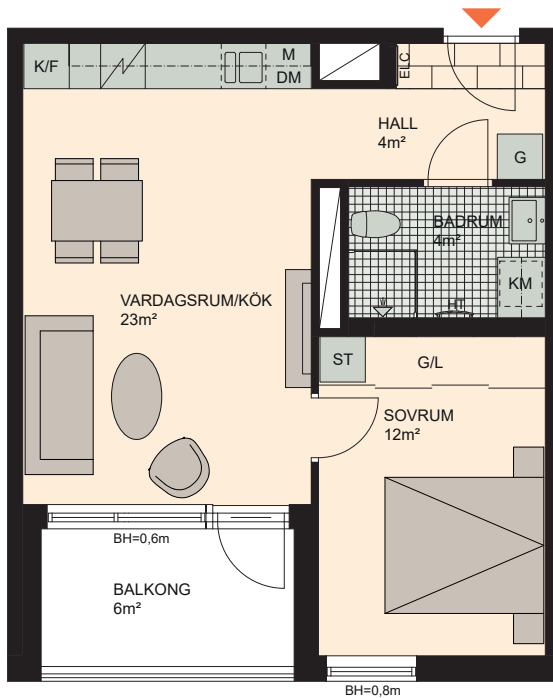 K/F
M
DM
ELC
HALL
4m²
G
BADRUM
4m²
KM
HT
VARDAGSRUM/KÖK
23m²
ST
G/L
SOVRUM
12m²
BH=0,6m
BALKONG
6m²
BH=0,8m